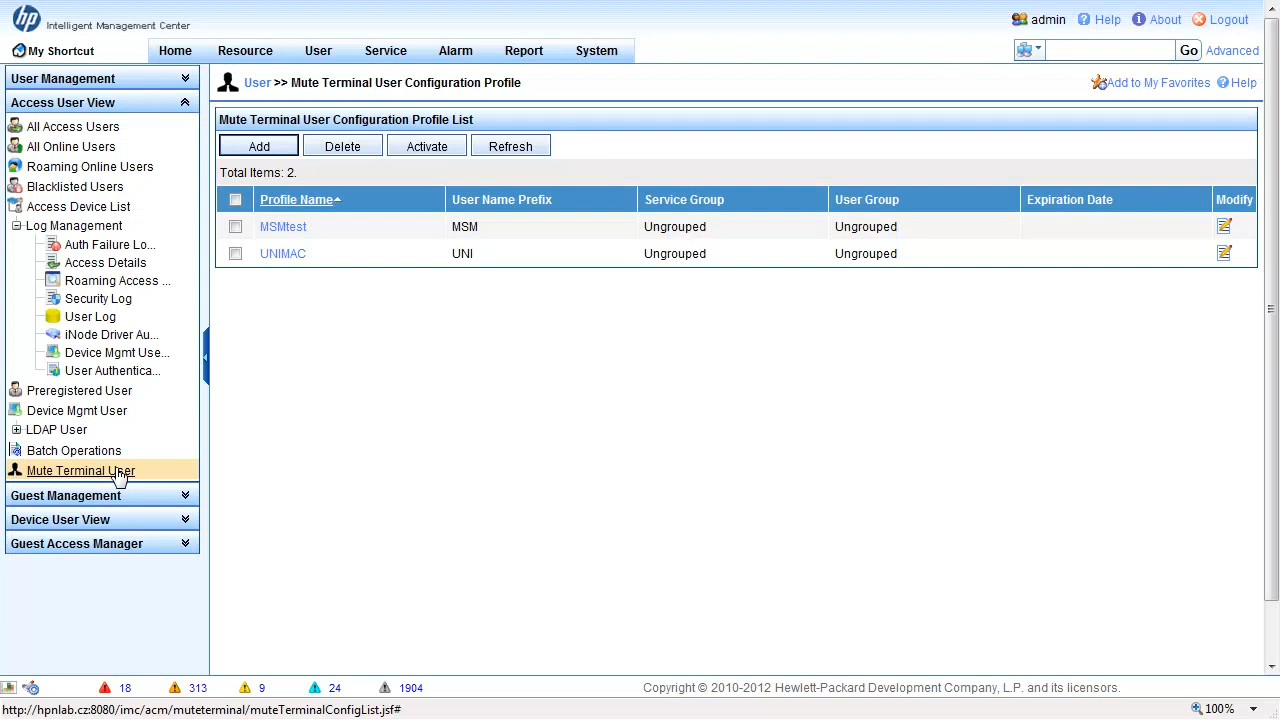 hp Intelligent Management Center
admin Help About Logout
My Shortcut Home Resource User Service Alarm Report System Go Advanced
User Management
Access User View
All Access Users
All Online Users
Roaming Online Users
Blacklisted Users
Access Device List
Log Management
Auth Failure Lo...
Access Details
Roaming Access ...
Security Log
User Log
iNode Driver Au...
Device Mgmt Use...
User Authentica...
Preregistered User
Device Mgmt User
LDAP User
Batch Operations
Mute Terminal User
Guest Management
Device User View
Guest Access Manager
User >> Mute Terminal User Configuration Profile
Add to My Favorites Help
Mute Terminal User Configuration Profile List
Add Delete Activate Refresh
Total Items: 2.
Profile Name User Name Prefix Service Group User Group Expiration Date Modify
MSMtest MSM Ungrouped Ungrouped
UNIMAC UNI Ungrouped Ungrouped
18 313 9 24 1904
Copyright © 2010-2012 Hewlett-Packard Development Company, L.P. and its licensors.
http://hpnlab.cz:8080/imc/acm/muteterminal/muteTerminalConfigList.jsf#
100%